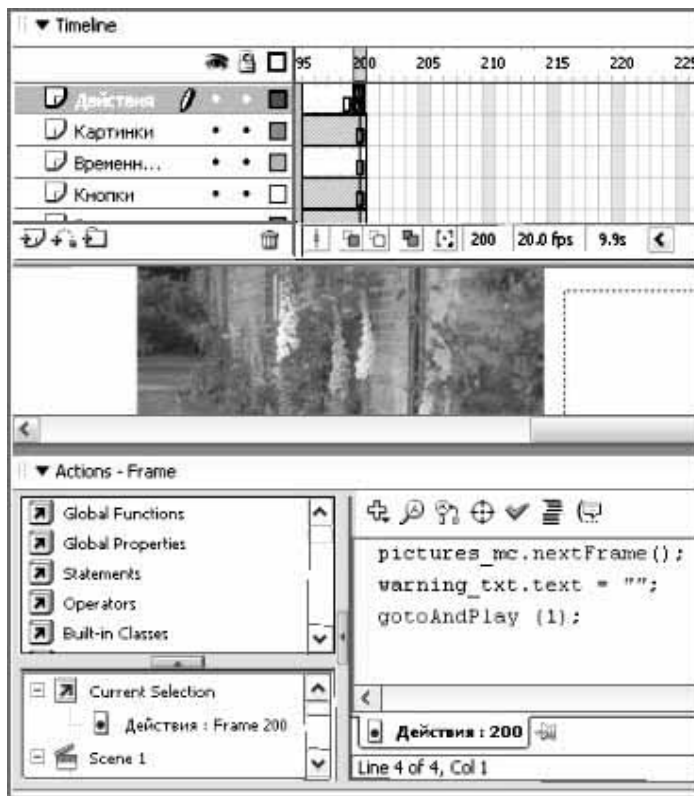 Timeline
95 200 205 210 215 220 225
Действия
Картинки
Временн...
Кнопки
200 20.0 fps 9.9s
Actions - Frame
Global Functions
Global Properties
Statements
Operators
Built-in Classes
pictures_mc.nextFrame();
warning_txt.text = "";
gotoAndPlay (1);
Current Selection
Действия : Frame 200
Scene 1
Действия : 200
Line 4 of 4, Col 1